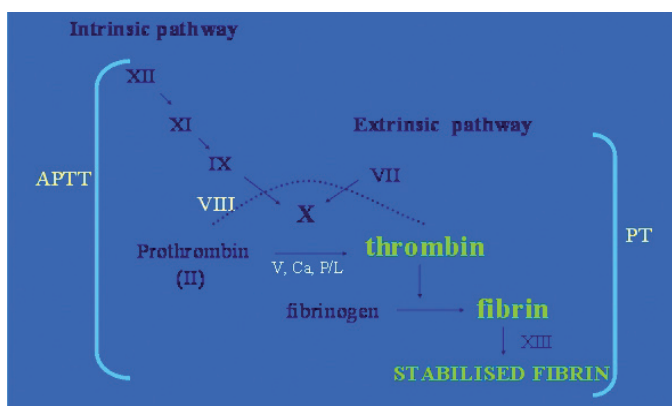 Intrinsic pathway
XII
XI
Extrinsic pathway
IX
VII
APTT
VIII
X
PT
Prothrombin
(II)
V, Ca, P/L
thrombin
fibrinogen
fibrin
XIII
STABILISED FIBRIN